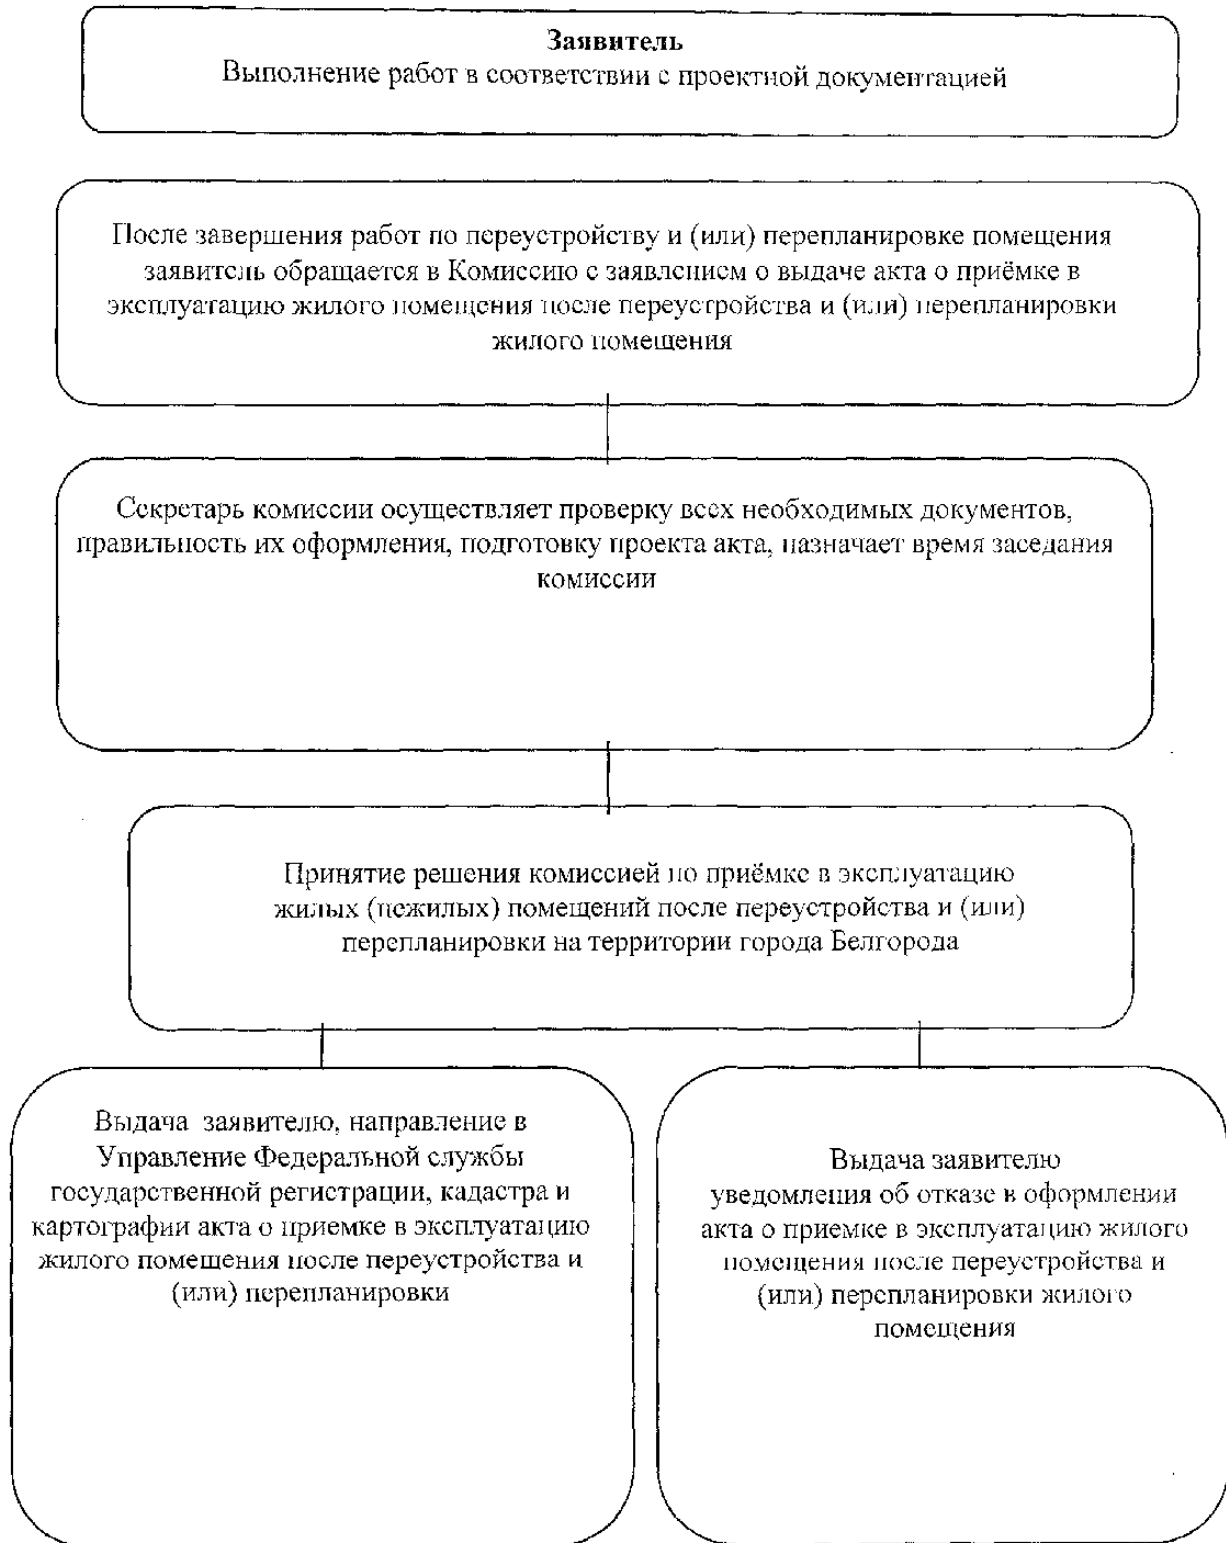 Заявитель
Выполнение работ в соответствии с проектной документацией
После завершения работ по переустройству и (или) перепланировке помещения
заявитель обращается в Комиссию с заявлением о выдаче акта о приёмке в
эксплуатацию жилого помещения после переустройства и (или) перепланировки
жилого помещения
Секретарь комиссии осуществляет проверку всех необходимых документов,
правильность их оформления, подготовку проекта акта, назначает время заседания
комиссии
Принятие решения комиссией по приёмке в эксплуатацию
жилых (нежилых) помещений после переустройства и (или)
перепланировки на территории города Белгорода
Выдача заявителю, направление в
Управление Федеральной службы
государственной регистрации, кадастра и
картографии акта о приемке в эксплуатацию
жилого помещения после переустройства и
(или) перепланировки
Выдача заявителю
уведомления об отказе в оформлении
акта о приемке в эксплуатацию жилого
помещения после переустройства и
(или) перепланировки жилого
помещения